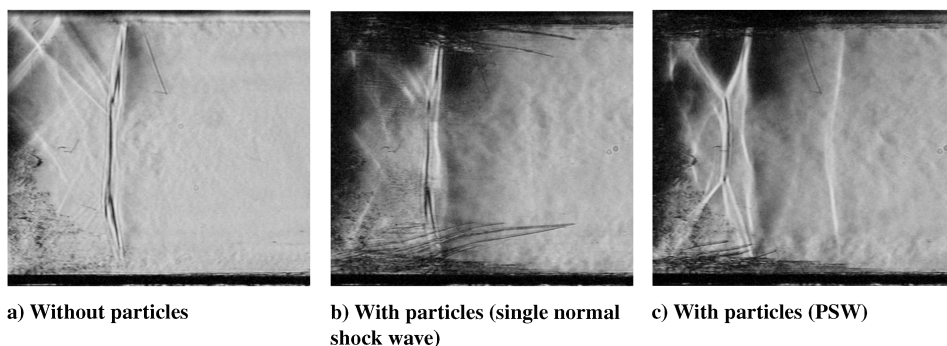 a) Without particles
b) With particles (single normal
shock wave)
c) With particles (PSW)